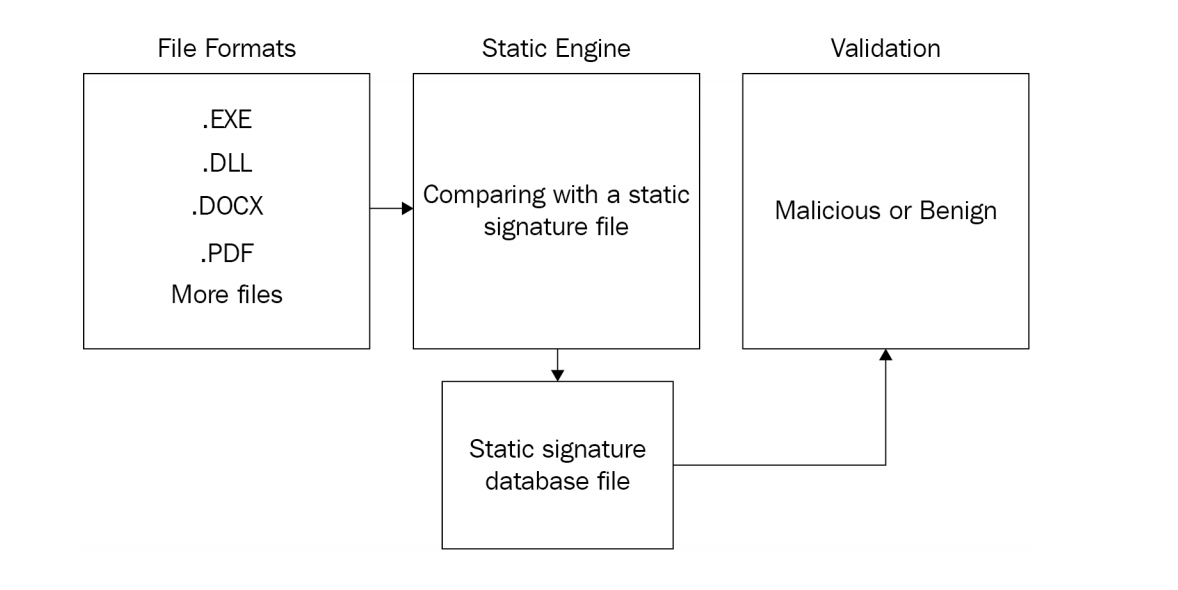 File Formats
Static Engine
Validation
.EXE
.DLL
.DOCX
.PDF
More files
Comparing with a static
signature file
Malicious or Benign
Static signature
database file